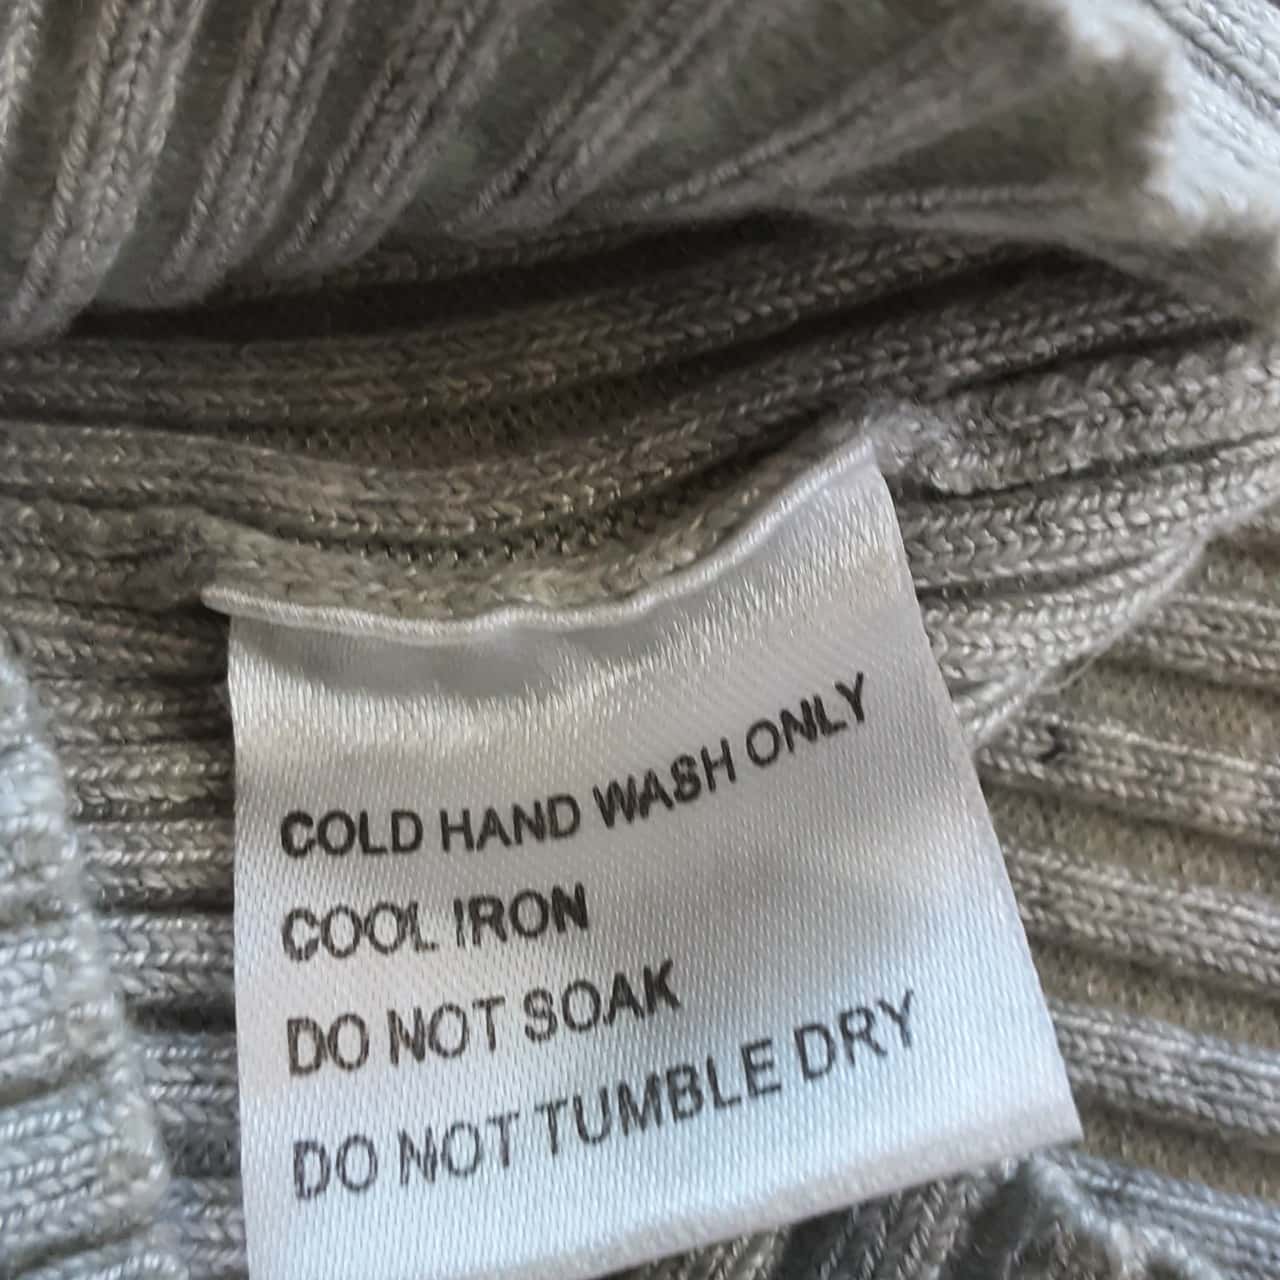 COLD HAND WASH ONLY
COOL IRON
DO NOT SOAK
DO NOT TUMBLE DRY